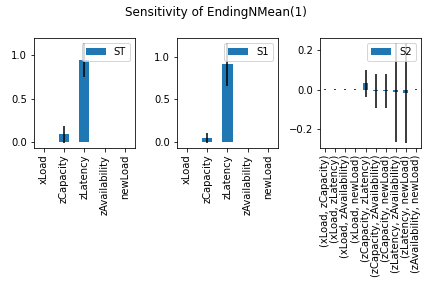 Sensitivity of EndingNMean(1)
ST
1.0
0.5
0.0
xLoad
zCapacity
zLatency
zAvailability
newLoad
S1
1.0
0.5
0.0
xLoad
zCapacity
zLatency
zAvailability
newLoad
S2
0.2
0.0
−0.2
(xLoad, zCapacity)
(xLoad, zLatency)
(xLoad, zAvailability)
(xLoad, newLoad)
(zCapacity, zLatency)
(zCapacity, zAvailability)
(zCapacity, newLoad)
(zLatency, zAvailability)
(zLatency, newLoad)
(zAvailability, newLoad)